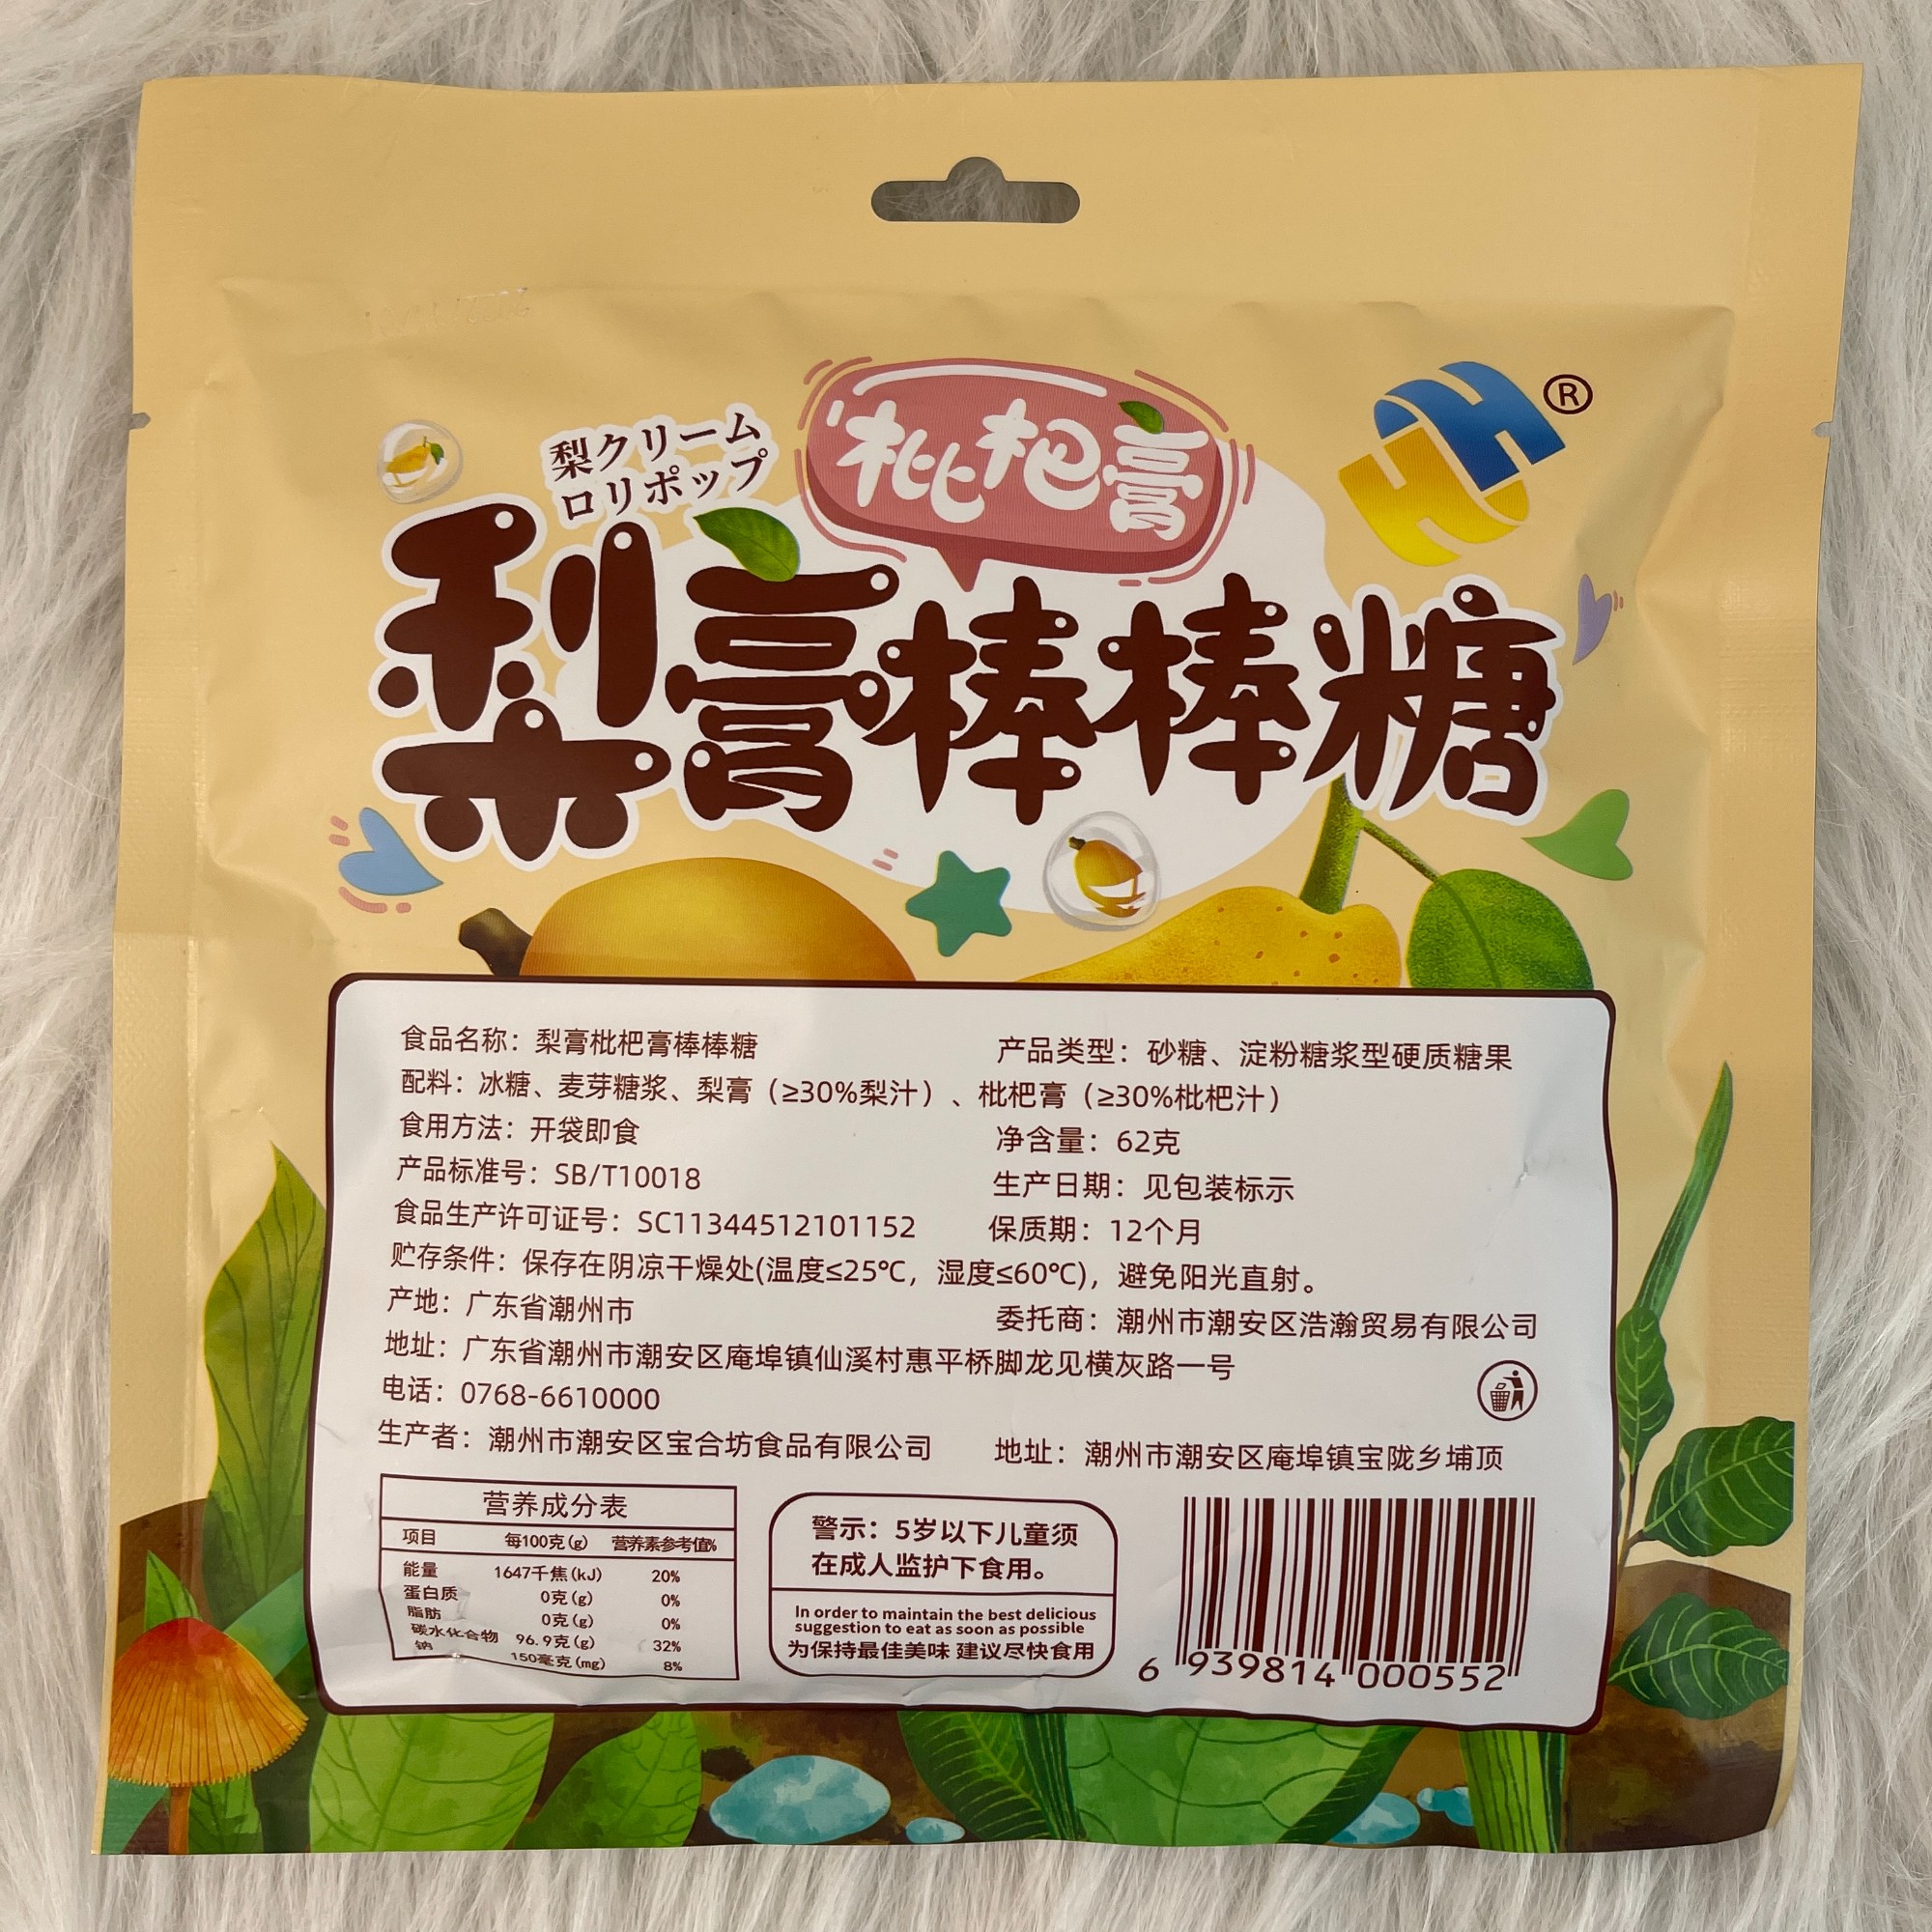 枇杷膏
®
梨クリーム
ロリポップ
梨膏棒棒糖
食品名称：梨膏枇杷膏棒棒糖
产品类型：砂糖、淀粉糖浆型硬质糖果
配料：冰糖、麦芽糖浆、梨膏（≥30%梨汁）、枇杷膏（≥30%枇杷汁）
食用方法：开袋即食
净含量：62克
产品标准号：SB/T10018
生产日期：见包装标示
食品生产许可证号：SC11344512101152
保质期：12个月
贮存条件：保存在阴凉干燥处(温度≤25℃，湿度≤60℃)，避免阳光直射。
产地：广东省潮州市
委托商：潮州市潮安区浩瀚贸易有限公司
地址：广东省潮州市潮安区庵埠镇仙溪村惠平桥脚龙见横灰路一号
电话：0768-6610000
生产者：潮州市潮安区宝合坊食品有限公司
地址：潮州市潮安区庵埠镇宝陇乡埔顶
营养成分表
项目 每100克(g) 营养素参考值%
能量 1647千焦(kJ) 20%
蛋白质 0克(g) 0%
脂肪 0克(g) 0%
碳水化合物 96.9克(g) 32%
钠 150毫克(mg) 8%
警示：5岁以下儿童须
在成人监护下食用。
In order to maintain the best delicious
suggestion to eat as soon as possible
为保持最佳美味 建议尽快食用
6 939814 000552